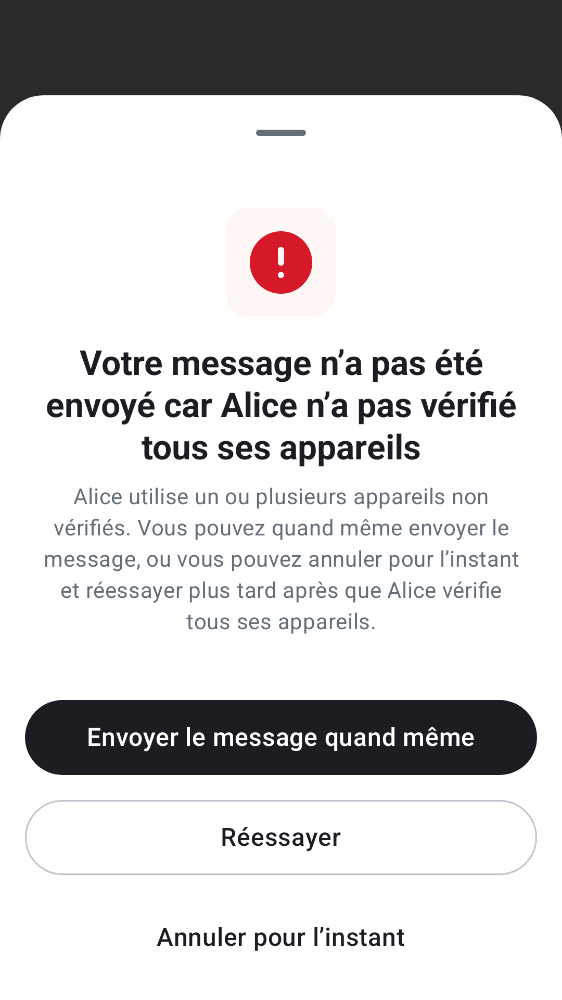 Votre message n’a pas été
envoyé car Alice n’a pas vérifié
tous ses appareils
Alice utilise un ou plusieurs appareils non
vérifiés. Vous pouvez quand même envoyer le
message, ou vous pouvez annuler pour l’instant
et réessayer plus tard après que Alice vérifie
tous ses appareils.
Envoyer le message quand même
Réessayer
Annuler pour l’instant